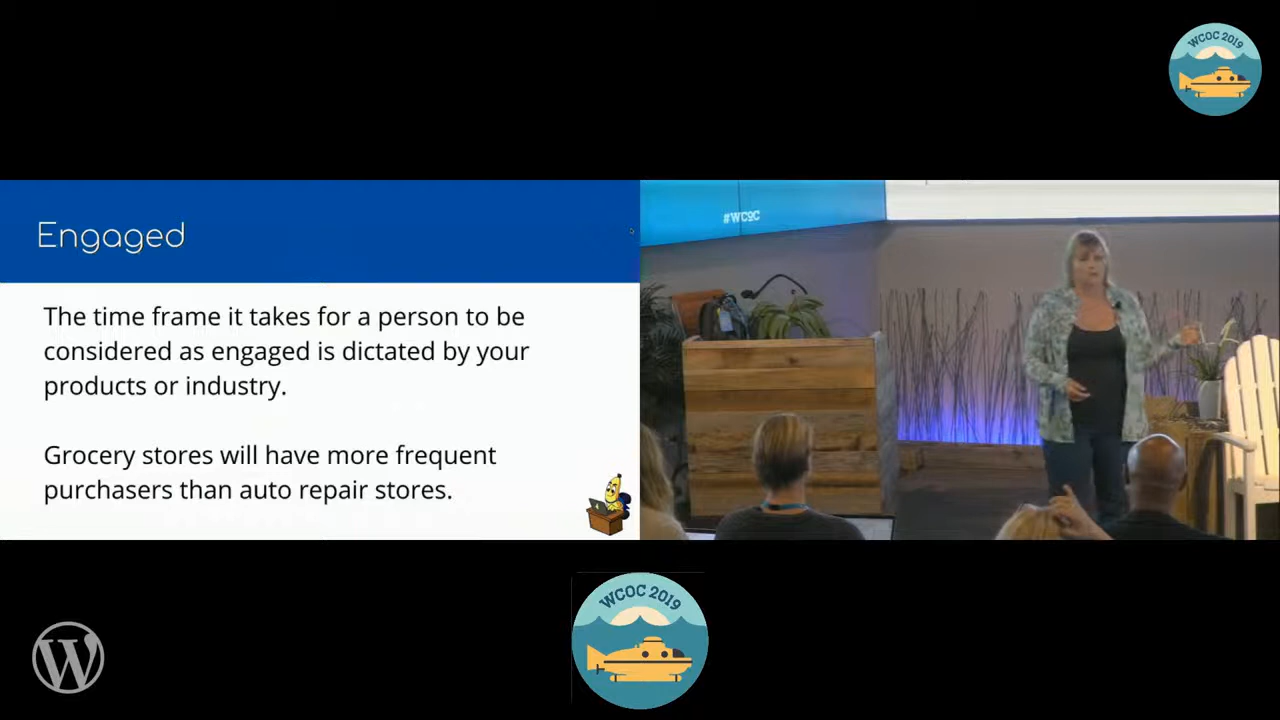 WCOC 2019
Engaged
The time frame it takes for a person to be
considered as engaged is dictated by your
products or industry.
Grocery stores will have more frequent
purchasers than auto repair stores.
#WCOC
WCOC 2019
W